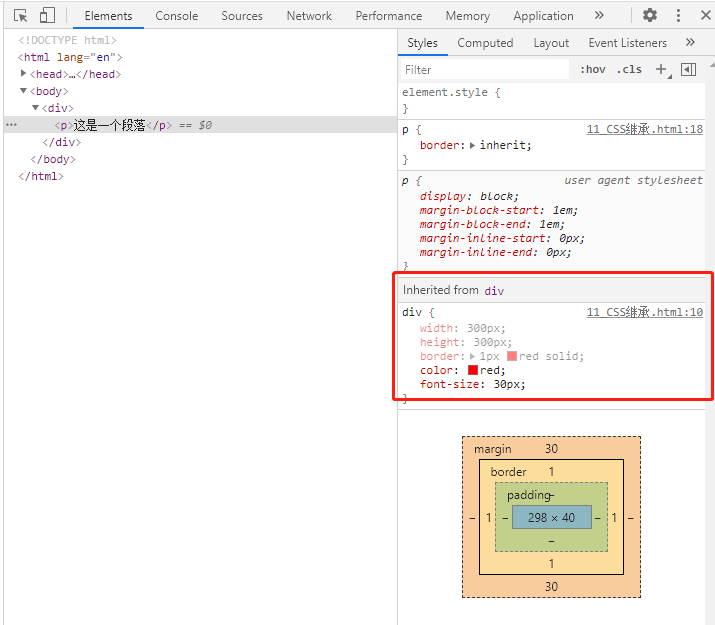 Elements Console Sources Network Performance Memory Application »
<!DOCTYPE html>
<html lang="en">
<head>…</head>
<body>
<div>
<p>这是一个段落</p> == $0
</div>
</body>
</html>
Styles Computed Layout Event Listeners »
Filter :hov .cls +
element.style {
}
p { 11_CSS继承.html:18
border: inherit;
}
p { user agent stylesheet
display: block;
margin-block-start: 1em;
margin-block-end: 1em;
margin-inline-start: 0px;
margin-inline-end: 0px;
}
Inherited from div
div { 11_CSS继承.html:10
width: 300px;
height: 300px;
border: 1px red solid;
color: red;
font-size: 30px;
}
margin 30
border 1
padding -
- 1 - 298 × 40 - 1 -
-
1
30